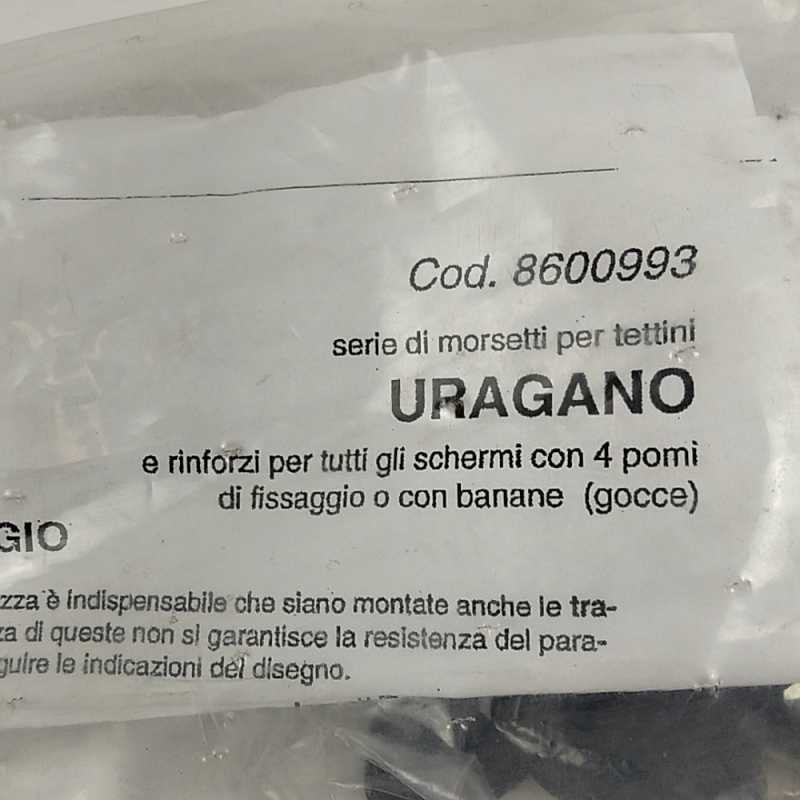 Cod. 8600993
serie di morsetti per tettini
URAGANO
e rinforzi per tutti gli schermi con 4 pomi
di fissaggio o con banane (gocce)
GIO
zza è indispensabile che siano montate anche le tra-
za di queste non si garantisce la resistenza del para-
guire le indicazioni del disegno.